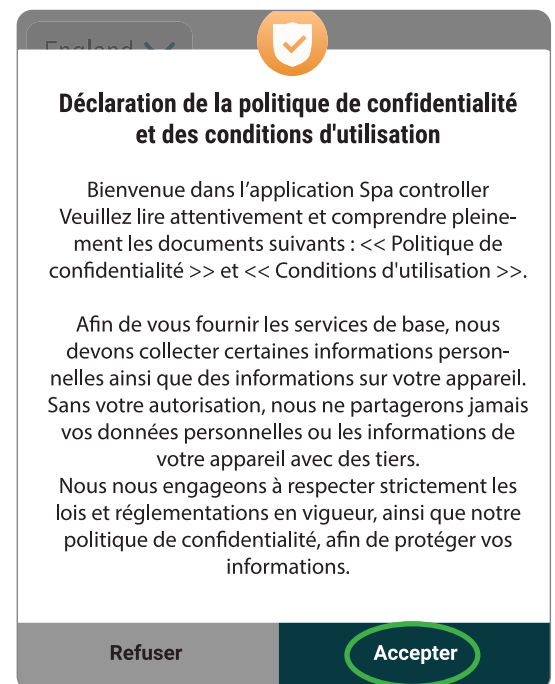 England
Déclaration de la politique de confidentialité
et des conditions d'utilisation
Bienvenue dans l’application Spa controller
Veuillez lire attentivement et comprendre pleine-
ment les documents suivants : << Politique de
confidentialité >> et << Conditions d'utilisation >>.
Afin de vous fournir les services de base, nous
devons collecter certaines informations person-
nelles ainsi que des informations sur votre appareil.
Sans votre autorisation, nous ne partagerons jamais
vos données personnelles ou les informations de
votre appareil avec des tiers.
Nous nous engageons à respecter strictement les
lois et réglementations en vigueur, ainsi que notre
politique de confidentialité, afin de protéger vos
informations.
Refuser
Accepter